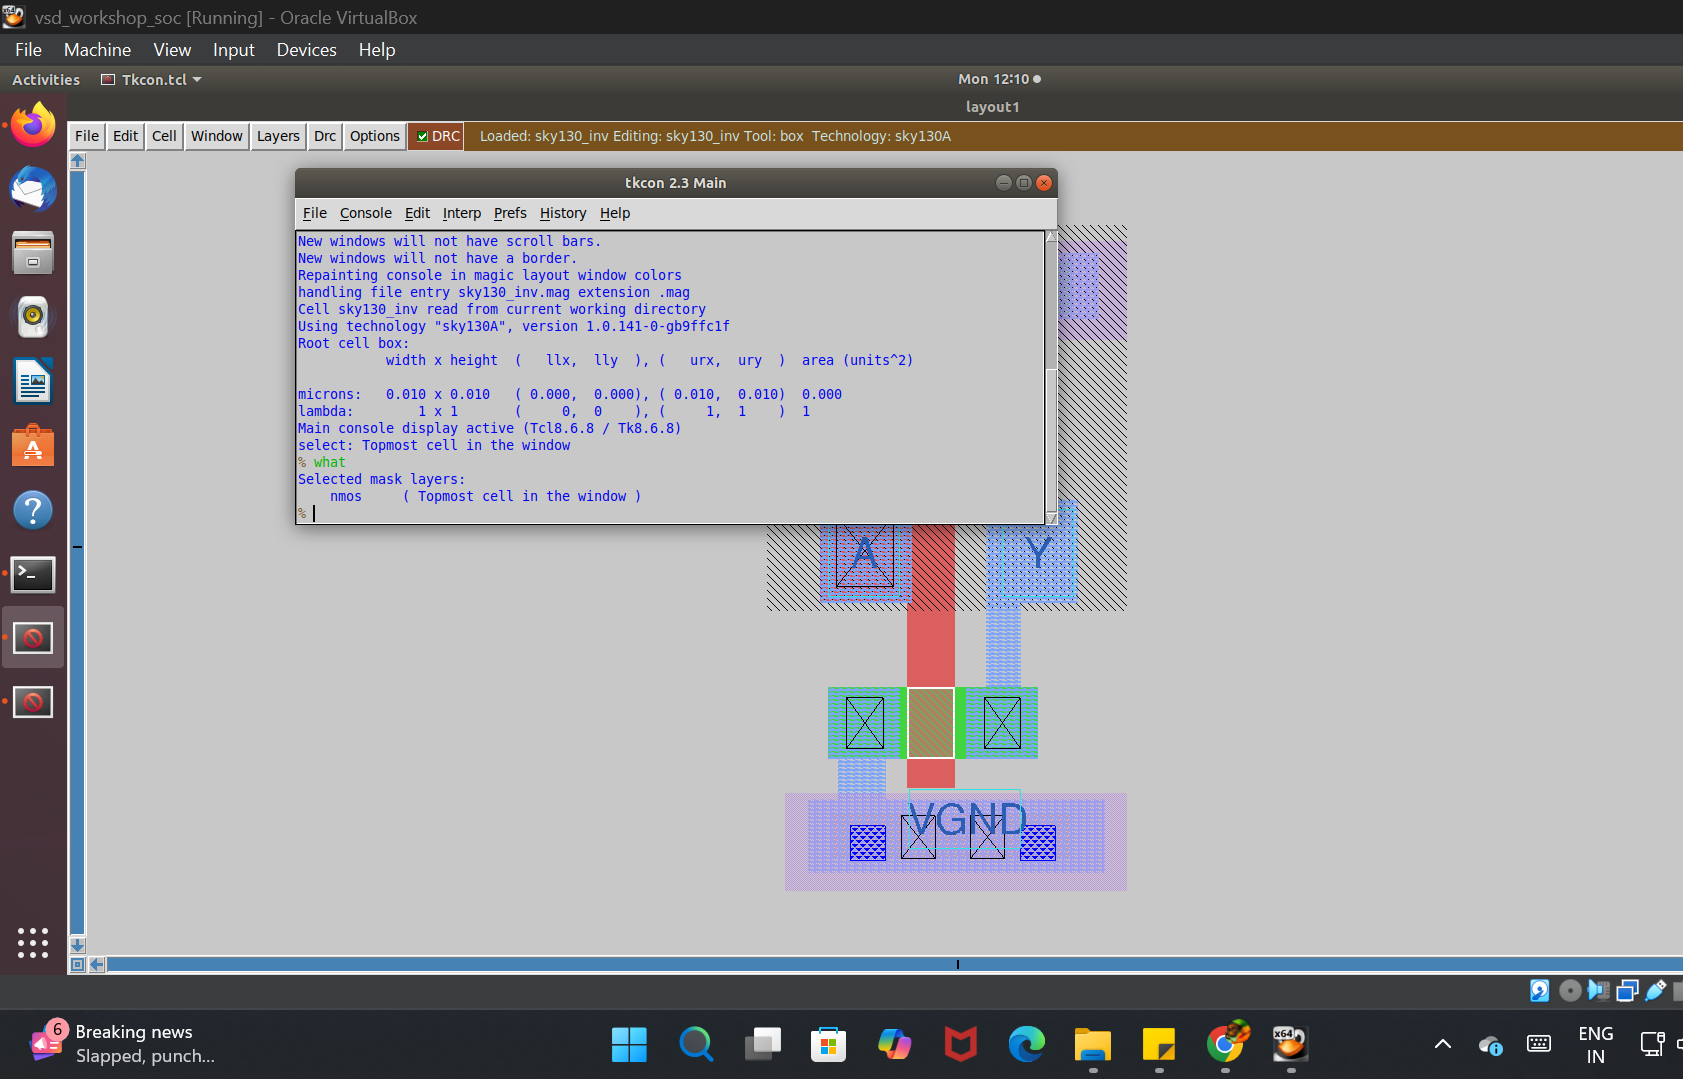 vsd_workshop_soc [Running] - Oracle VirtualBox
File Machine View Input Devices Help
Activities Tkcon.tcl Mon 12:10
layout1
File Edit Cell Window Layers Drc Options DRC Loaded: sky130_inv Editing: sky130_inv Tool: box Technology: sky130A
tkcon 2.3 Main
File Console Edit Interp Prefs History Help
New windows will not have scroll bars.
New windows will not have a border.
Repainting console in magic layout window colors
handling file entry sky130_inv.mag extension .mag
Cell sky130_inv read from current working directory
Using technology "sky130A", version 1.0.141-0-gb9ffc1f
Root cell box:
width x height ( llx, lly ), ( urx, ury ) area (units^2)
microns: 0.010 x 0.010 ( 0.000, 0.000), ( 0.010, 0.010) 0.000
lambda: 1 x 1 ( 0, 0 ), ( 1, 1 ) 1
Main console display active (Tcl8.6.8 / Tk8.6.8)
select: Topmost cell in the window
% what
Selected mask layers:
nmos ( Topmost cell in the window )
%
A Y
VGND
6 Breaking news
Slapped, punch...
x64
ENG
IN